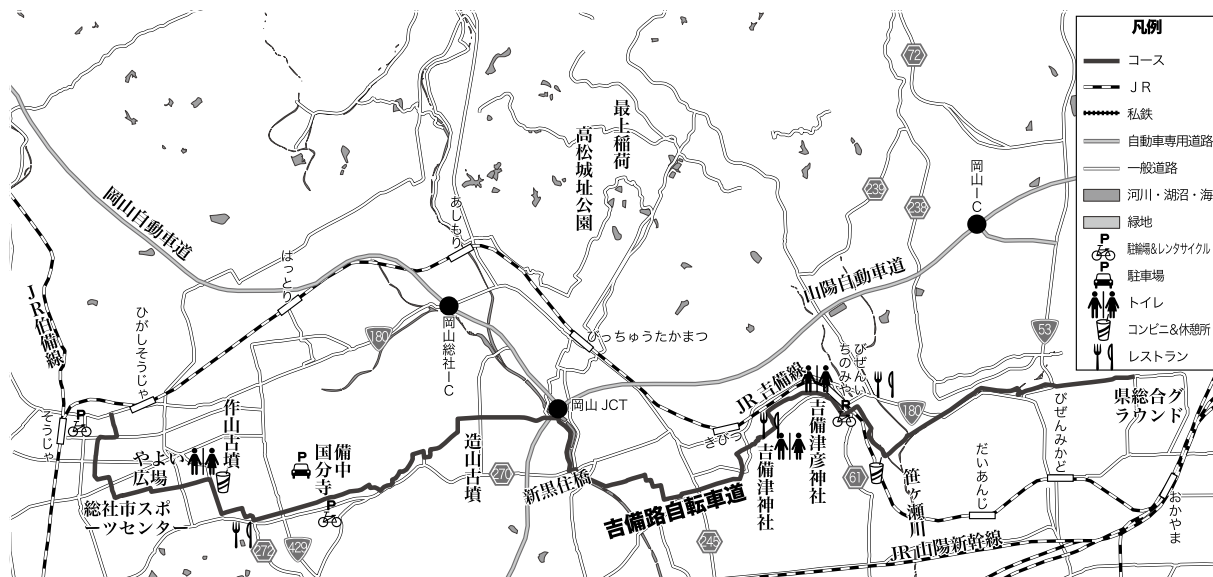 凡例
コース
ＪＲ
私鉄
自動車専用道路
一般道路
河川・湖沼・海
緑地
駐輪場&レンタサイクル
駐車場
トイレ
コンビニ&休憩所
レストラン
P
P
72
最上稲荷
高松城址公園
239
238
岡山IC
岡山自動車道
あしもり
はっとり
山陽自動車道
JR伯備線
ひがしそうじゃ
180
岡山総社IC
びっちゅうたかまつ
53
びぜんいちのみや
JR吉備線
岡山JCT
きびつ
180
県総合グ
ラウンド
そうじゃ
P
作山古墳
やよい
広場
備中
国分寺
P
造山古墳
270
新黒住橋
吉備津神社
吉備津彦神社
P
61
笹ヶ瀬川
だいあんじ
びぜんみかど
おかやま
総社市スポ
ーツセンター
P
272
429
吉備路自転車道
245
JR山陽新幹線